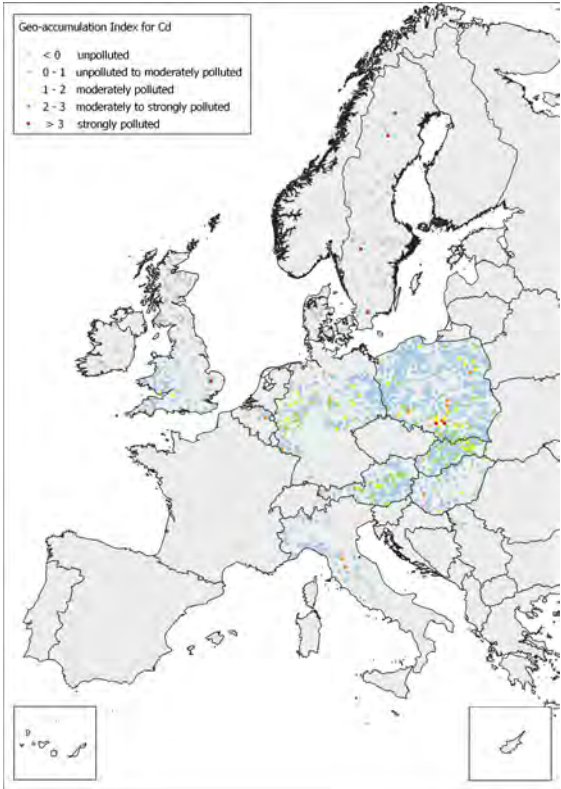 Geo-accumulation Index for Cd
< 0 unpolluted
0 - 1 unpolluted to moderately polluted
1 - 2 moderately polluted
2 - 3 moderately to strongly polluted
> 3 strongly polluted